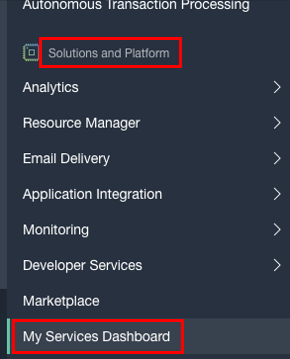 Autonomous Transaction Processing
Solutions and Platform
Analytics
Resource Manager
Email Delivery
Application Integration
Monitoring
Developer Services
Marketplace
My Services Dashboard